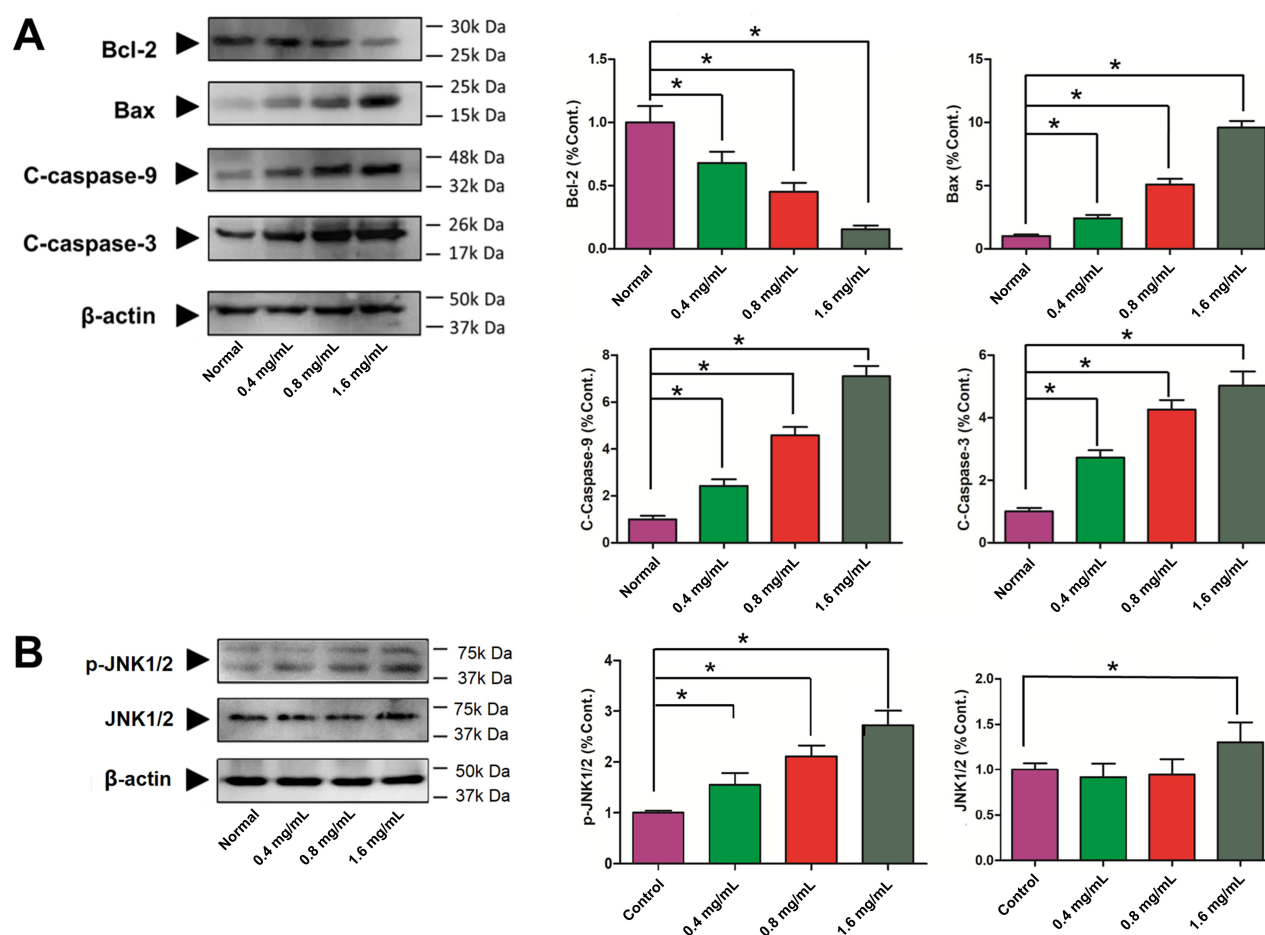 A
Bcl-2
30k Da
25k Da
Bax
25k Da
15k Da
C-caspase-9
48k Da
32k Da
C-caspase-3
26k Da
17k Da
β-actin
50k Da
37k Da
Normal
0.4 mg/mL
0.8 mg/mL
1.6 mg/mL
Bcl-2 (%Cont.)
1.5
1.0
0.5
0.0
*
*
*
Normal
0.4 mg/mL
0.8 mg/mL
1.6 mg/mL
Bax (%Cont.)
15
10
5
0
*
*
*
Normal
0.4 mg/mL
0.8 mg/mL
1.6 mg/mL
C-Caspase-9 (%Cont.)
8
6
4
2
0
*
*
*
Normal
0.4 mg/mL
0.8 mg/mL
1.6 mg/mL
C-Caspase-3 (%Cont.)
6
4
2
0
*
*
*
Normal
0.4 mg/mL
0.8 mg/mL
1.6 mg/mL
B
p-JNK1/2
75k Da
37k Da
JNK1/2
75k Da
37k Da
β-actin
50k Da
37k Da
Normal
0.4 mg/mL
0.8 mg/mL
1.6 mg/mL
p-JNK1/2 (%Cont.)
4
3
2
1
0
*
*
*
Control
0.4 mg/mL
0.8 mg/mL
1.6 mg/mL
JNK1/2 (%Cont.)
2.0
1.5
1.0
0.5
0.0
*
Control
0.4 mg/mL
0.8 mg/mL
1.6 mg/mL